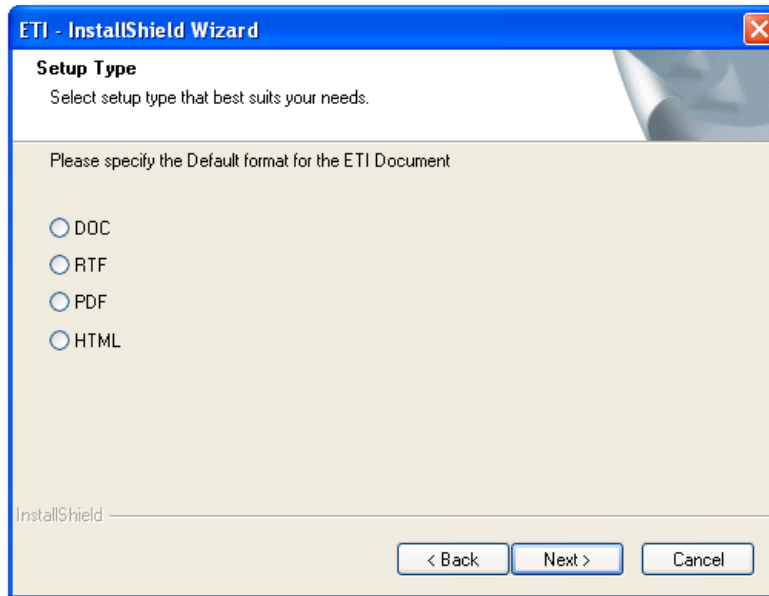 ETI - InstallShield Wizard
Setup Type
Select setup type that best suits your needs.
Please specify the Default format for the ETI Document
DOC
RTF
PDF
HTML
InstallShield
< Back Next > Cancel